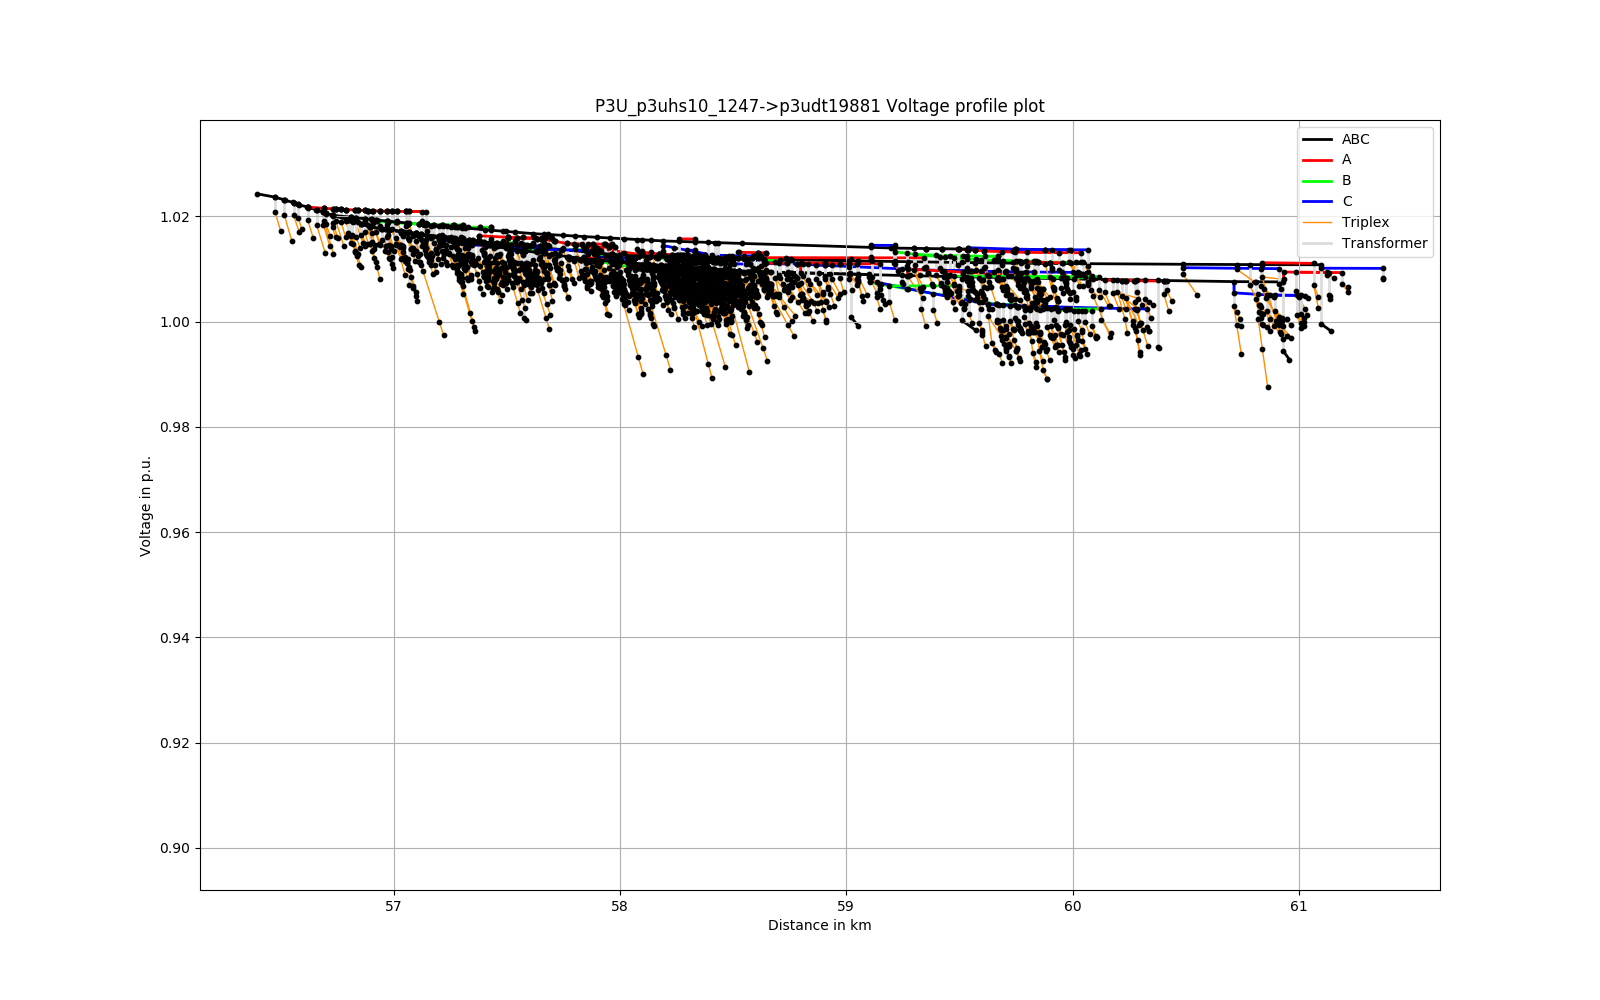 P3U_p3uhs10_1247->p3udt19881 Voltage profile plot
ABC
A
B
C
Triplex
Transformer
1.02
1.00
0.98
0.96
0.94
0.92
0.90
Voltage in p.u.
57
58
59
60
61
Distance in km